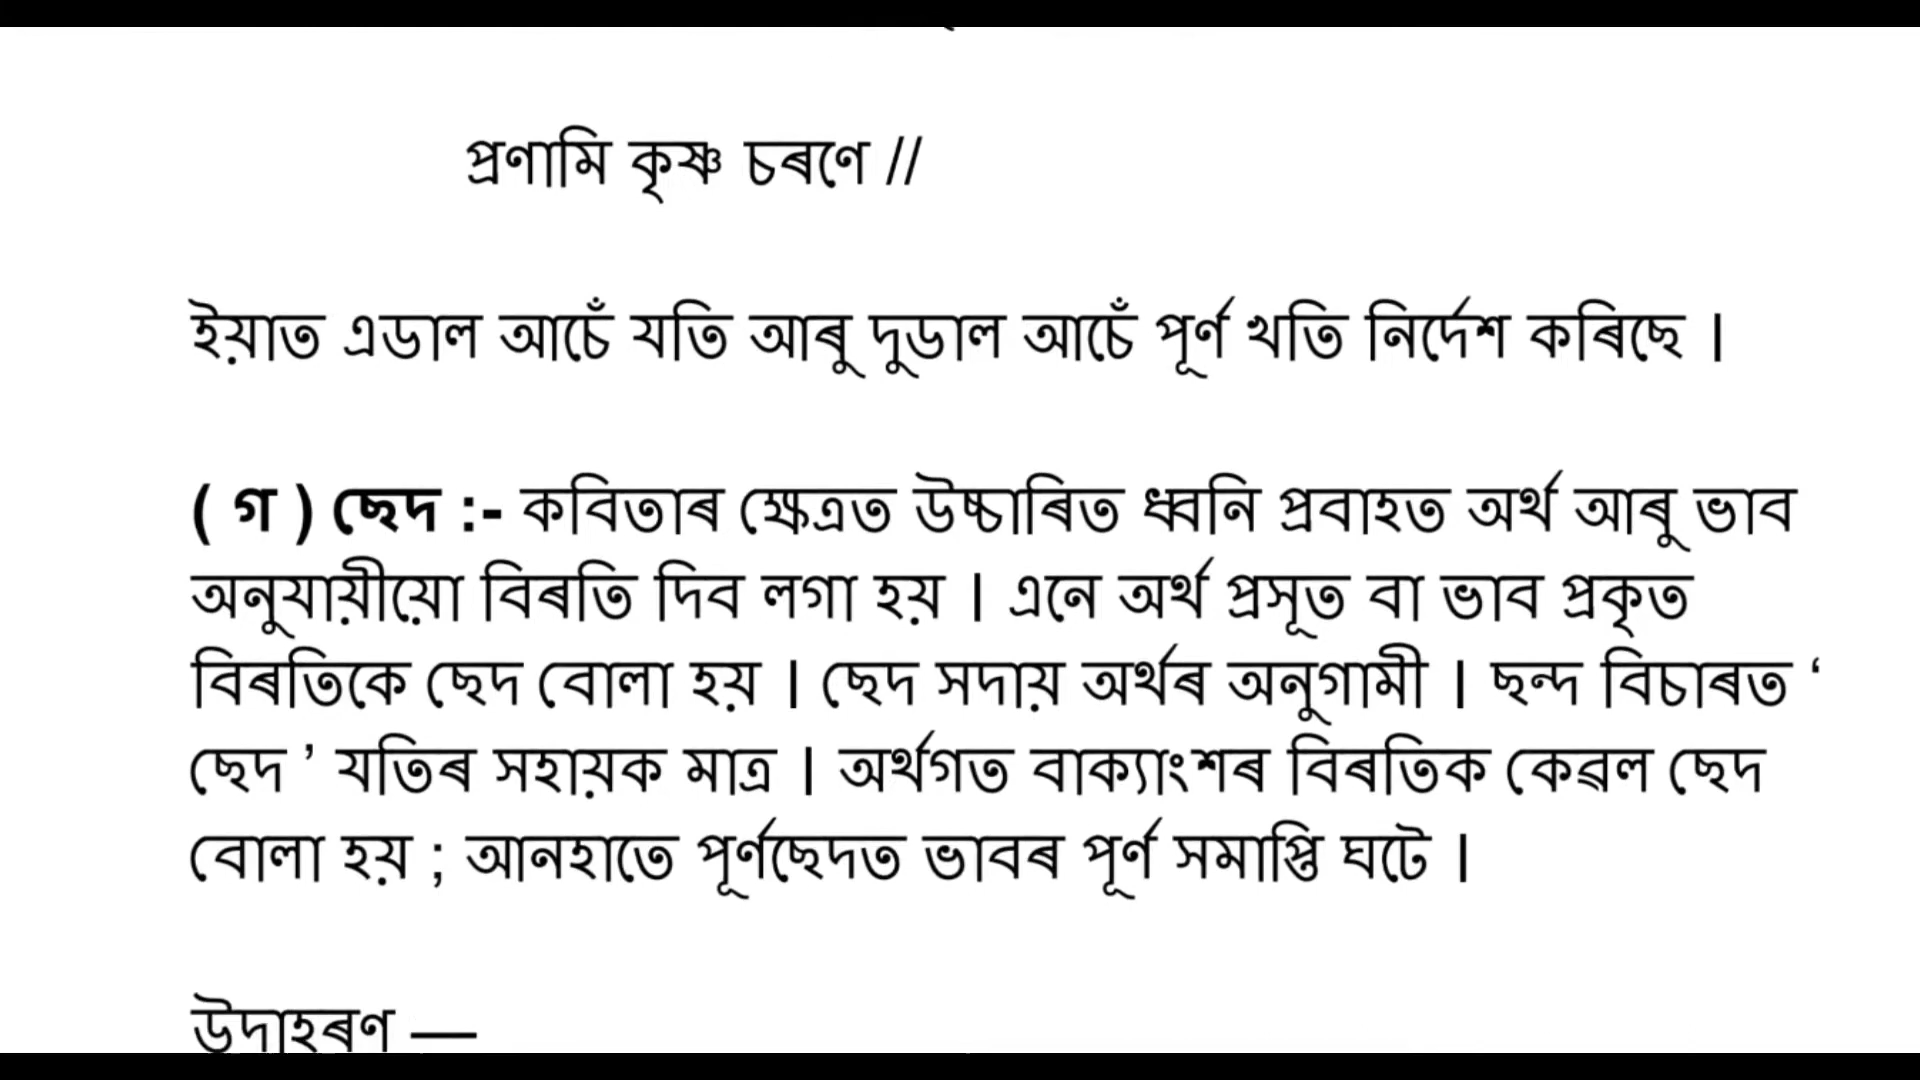 প্ৰণামি কৃষ্ণ চৰণে //
ইয়াত এডাল আচেঁ যতি আৰু দুডাল আচেঁ পূৰ্ণ খতি নিৰ্দেশ কৰিছে ।
( গ ) ছেদ :- কবিতাৰ ক্ষেত্ৰত উচ্চাৰিত ধ্বনি প্ৰবাহত অৰ্থ আৰু ভাব
অনুযায়ীয়ো বিৰতি দিব লগা হয় । এনে অৰ্থ প্ৰসূত বা ভাব প্ৰকৃত
বিৰতিকে ছেদ বোলা হয় । ছেদ সদায় অৰ্থৰ অনুগামী । ছন্দ বিচাৰত ‘
ছেদ ’ যতিৰ সহায়ক মাত্ৰ । অৰ্থগত বাক্যাংশৰ বিৰতিক কেৱল ছেদ
বোলা হয় ; আনহাতে পূৰ্ণছেদত ভাবৰ পূৰ্ণ সমাপ্তি ঘটে ।
উদাহৰণ —